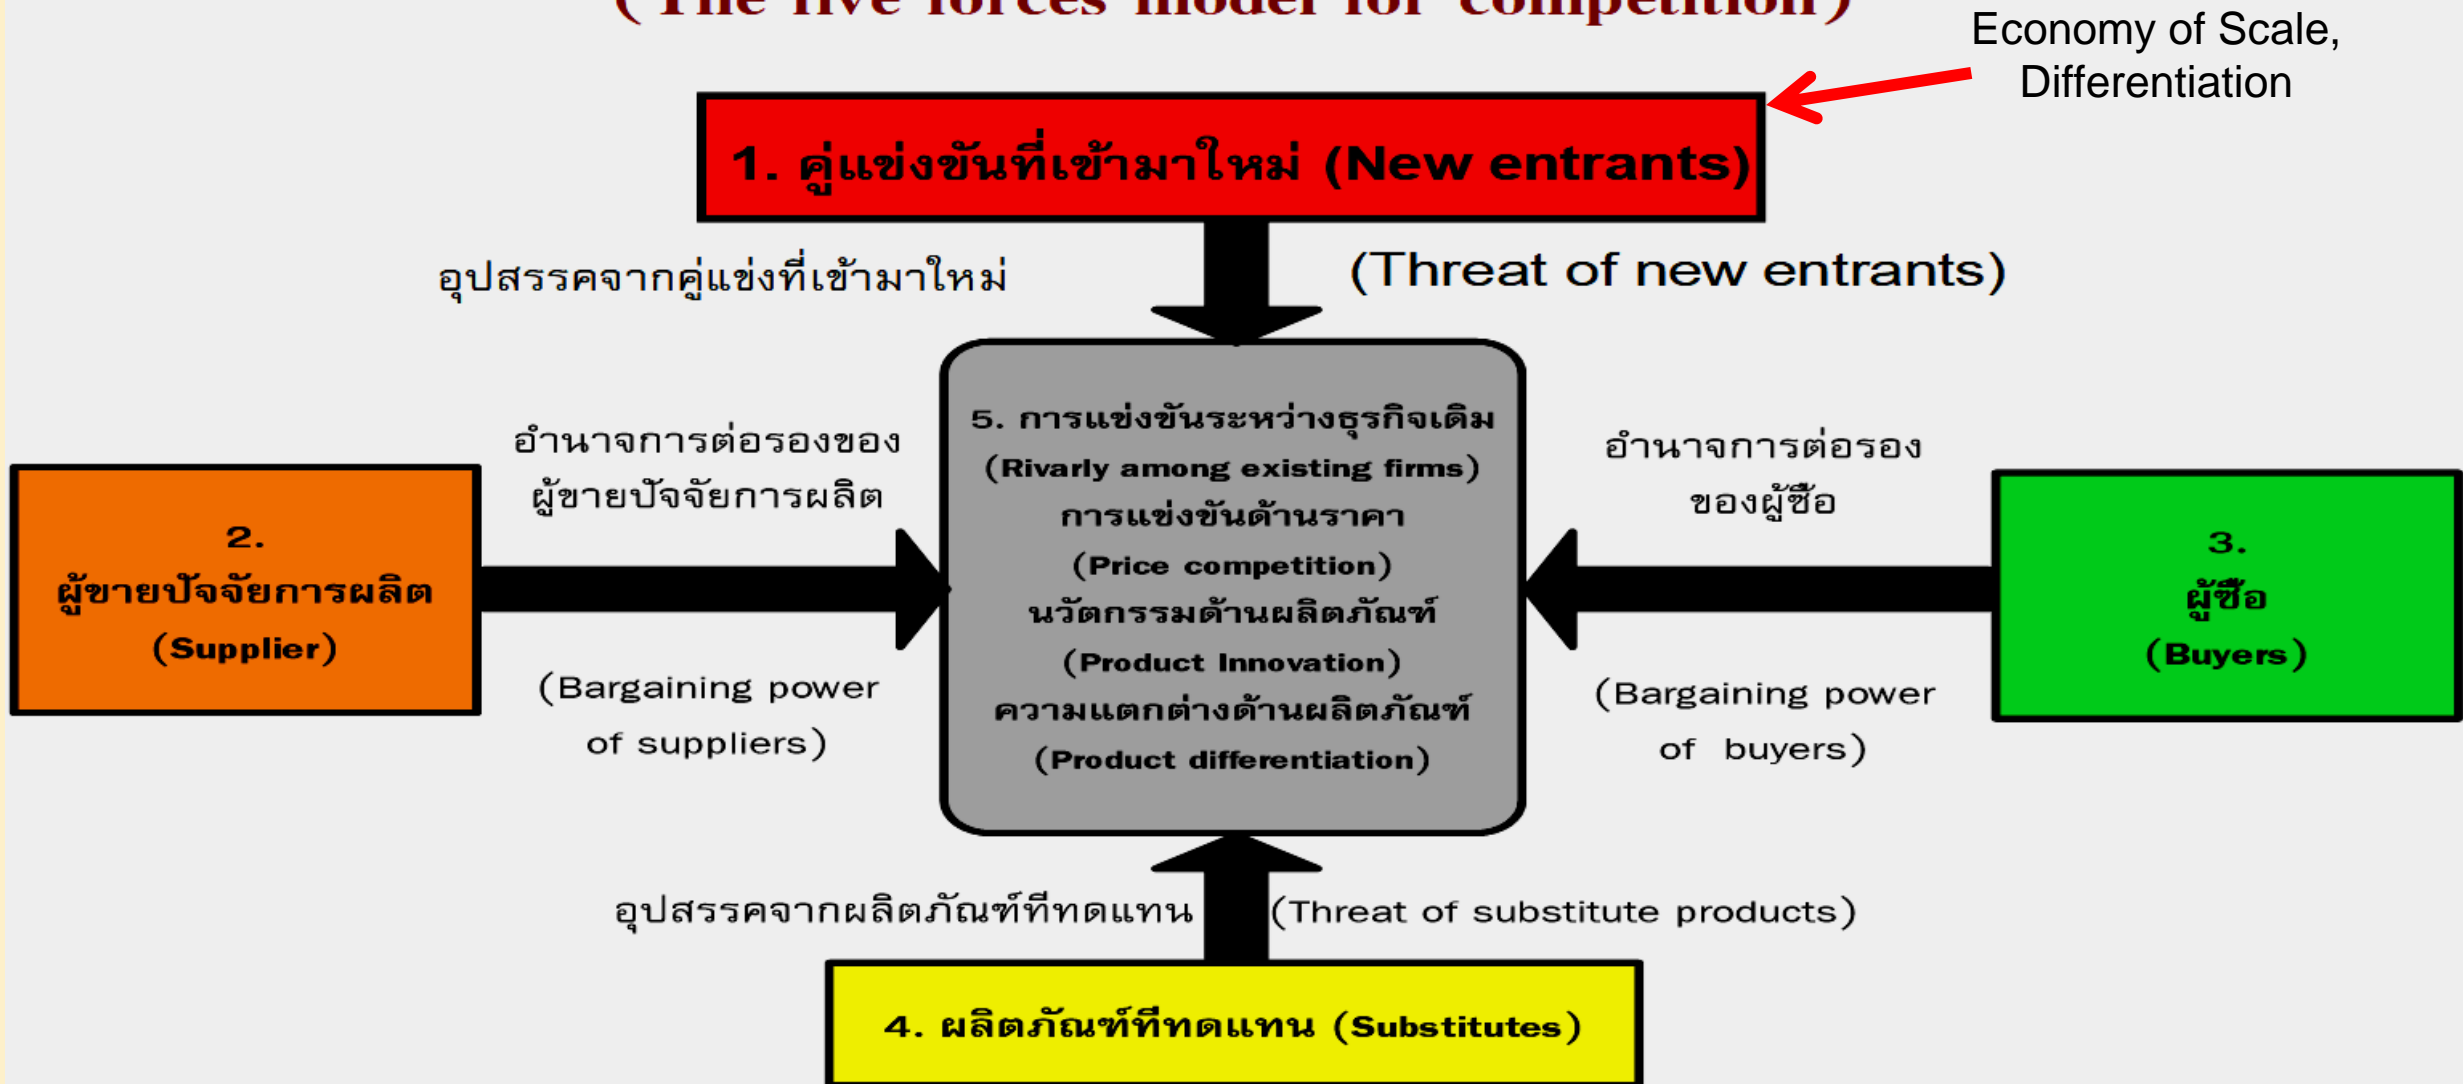 (The five forces model for competition)
Economy of Scale,
Differentiation
1. คู่แข่งขันที่เข้ามาใหม่ (New entrants)
อุปสรรคจากคู่แข่งที่เข้ามาใหม่
(Threat of new entrants)
อำนาจการต่อรองของ
ผู้ขายปัจจัยการผลิต
2.
ผู้ขายปัจจัยการผลิต
(Supplier)
(Bargaining power
of suppliers)
5. การแข่งขันระหว่างธุรกิจเดิม
(Rivarly among existing firms)
การแข่งขันด้านราคา
(Price competition)
นวัตกรรมด้านผลิตภัณฑ์
(Product Innovation)
ความแตกต่างด้านผลิตภัณฑ์
(Product differentiation)
อำนาจการต่อรอง
ของผู้ซื้อ
3.
ผู้ซื้อ
(Buyers)
(Bargaining power
of buyers)
อุปสรรคจากผลิตภัณฑ์ที่ทดแทน
(Threat of substitute products)
4. ผลิตภัณฑ์ที่ทดแทน (Substitutes)